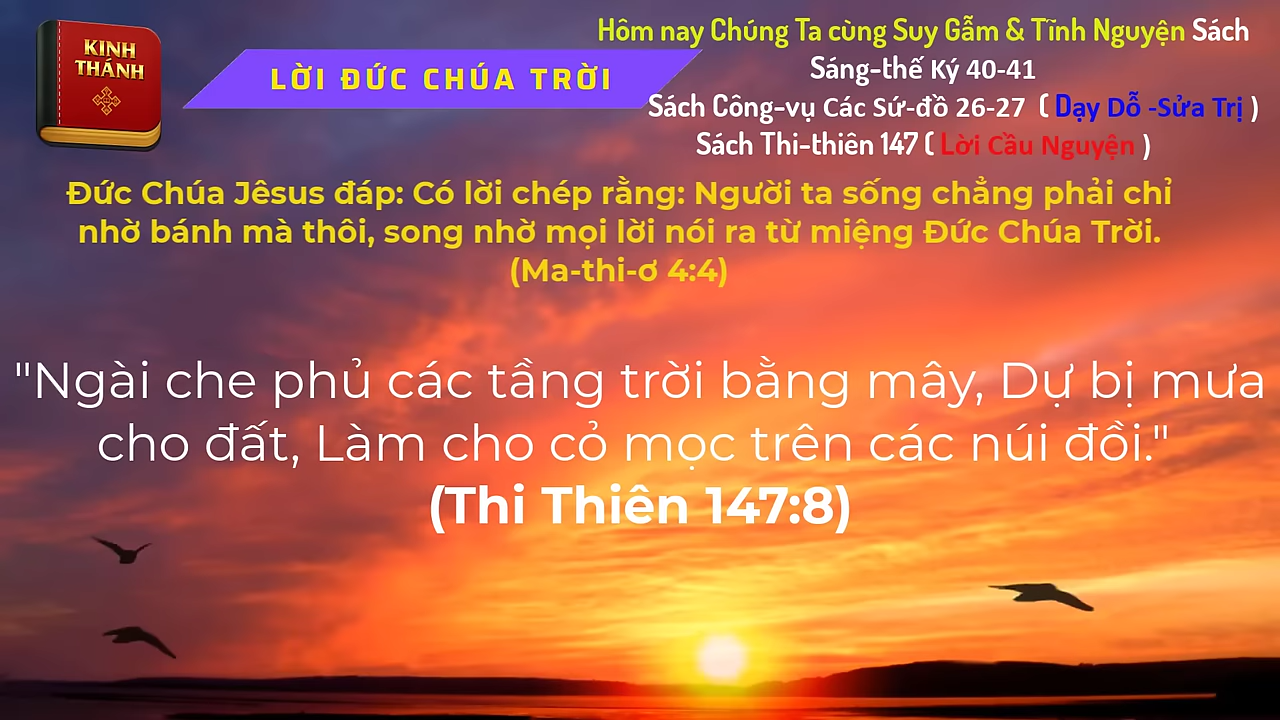 KINH
THÁNH
LỜI ĐỨC CHÚA TRỜI
Hôm nay Chúng Ta cùng Suy Gẫm & Tĩnh Nguyện Sách
Sáng-thế Ký 40-41
Sách Công-vụ Các Sứ-đồ 26-27 ( Dạy Dỗ -Sửa Trị )
Sách Thi-thiên 147 ( Lời Cầu Nguyện )
Đức Chúa Jêsus đáp: Có lời chép rằng: Người ta sống chẳng phải chỉ
nhờ bánh mà thôi, song nhờ mọi lời nói ra từ miệng Đức Chúa Trời.
(Ma-thi-ơ 4:4)
"Ngài che phủ các tầng trời bằng mây, Dự bị mưa
cho đất, Làm cho cỏ mọc trên các núi đồi."
(Thi Thiên 147:8)